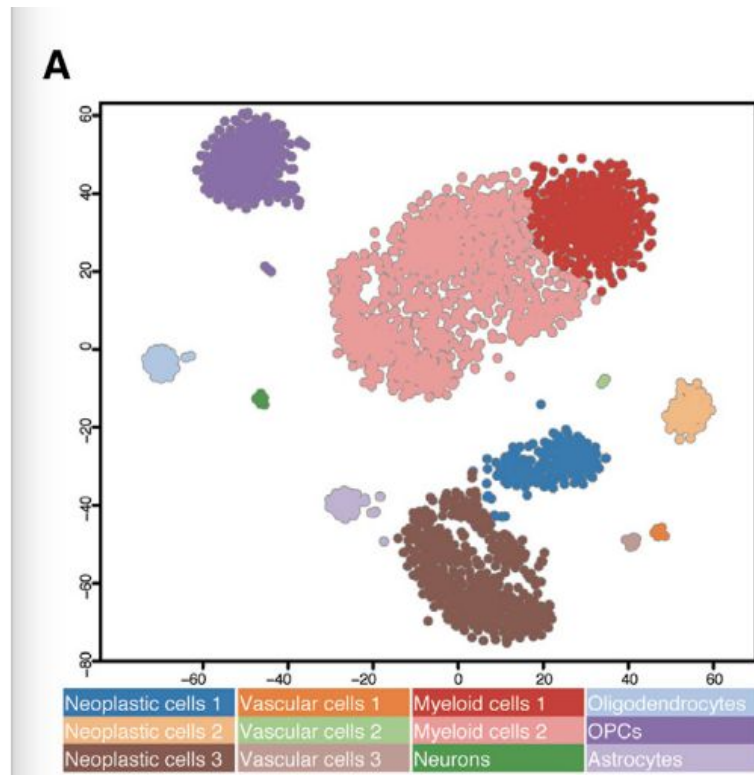 A
60
40
20
0
−20
−40
−60
−80
−60 −40 −20 0 20 40 60
Neoplastic cells 1 Vascular cells 1 Myeloid cells 1 Oligodendrocytes
Neoplastic cells 2 Vascular cells 2 Myeloid cells 2 OPCs
Neoplastic cells 3 Vascular cells 3 Neurons Astrocytes